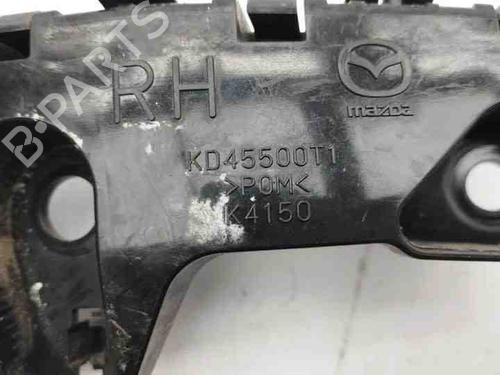 B-PARTS
RH
mazda
KD45500T1
>POM<
K4150